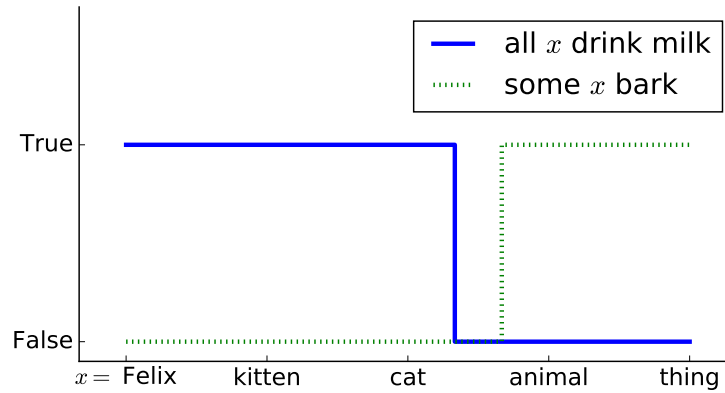 all x drink milk
some x bark
True
False
x = Felix kitten cat animal thing